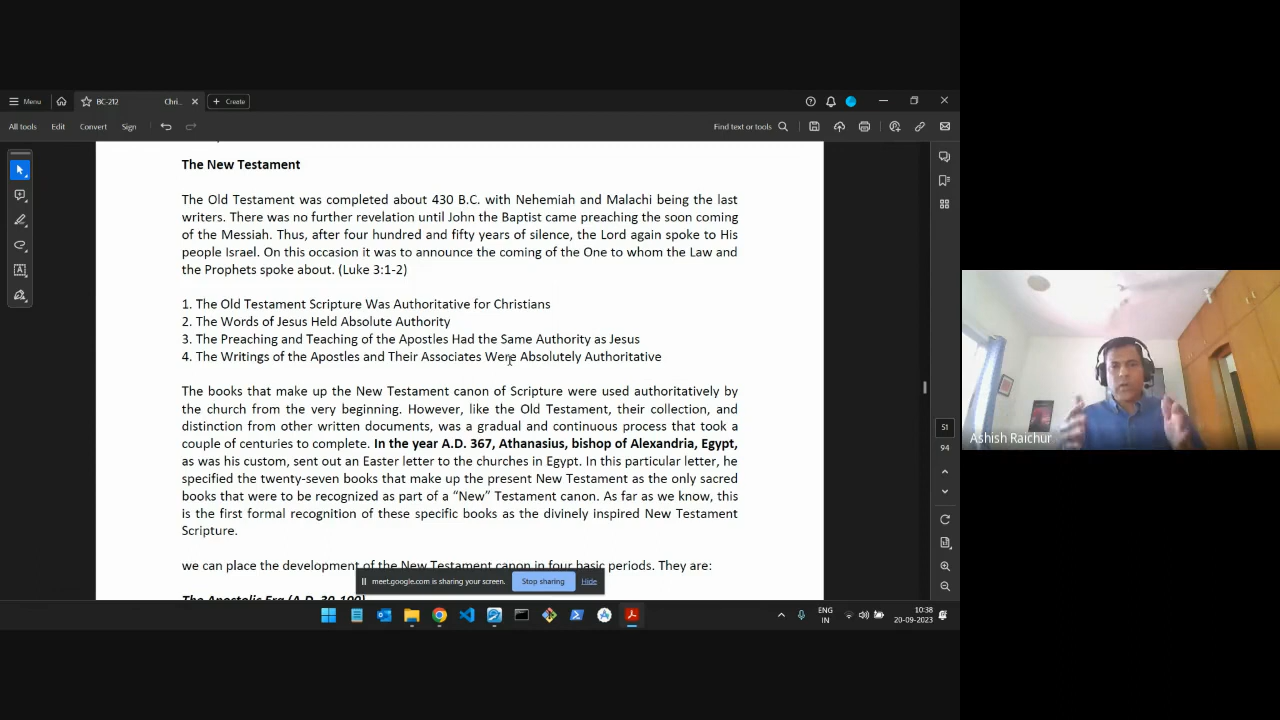 Menu
BC-212
Chri...
Create
All tools
Edit
Convert
Sign
Find text or tools
The New Testament
The Old Testament was completed about 430 B.C. with Nehemiah and Malachi being the last
writers. There was no further revelation until John the Baptist came preaching the soon coming
of the Messiah. Thus, after four hundred and fifty years of silence, the Lord again spoke to His
people Israel. On this occasion it was to announce the coming of the One to whom the Law and
the Prophets spoke about. (Luke 3:1-2)
1. The Old Testament Scripture Was Authoritative for Christians
2. The Words of Jesus Held Absolute Authority
3. The Preaching and Teaching of the Apostles Had the Same Authority as Jesus
4. The Writings of the Apostles and Their Associates Were Absolutely Authoritative
The books that make up the New Testament canon of Scripture were used authoritatively by
the church from the very beginning. However, like the Old Testament, their collection, and
distinction from other written documents, was a gradual and continuous process that took a
couple of centuries to complete. In the year A.D. 367, Athanasius, bishop of Alexandria, Egypt,
as was his custom, sent out an Easter letter to the churches in Egypt. In this particular letter, he
specified the twenty-seven books that make up the present New Testament as the only sacred
books that were to be recognized as part of a “New” Testament canon. As far as we know, this
is the first formal recognition of these specific books as the divinely inspired New Testament
Scripture.
we can place the development of the New Testament canon in four basic periods. They are:
The Apostolic Era (A.D. 30-100)
meet.google.com is sharing your screen.
Stop sharing
Hide
51
94
ENG
IN
10:38
20-09-2023
Ashish Raichur